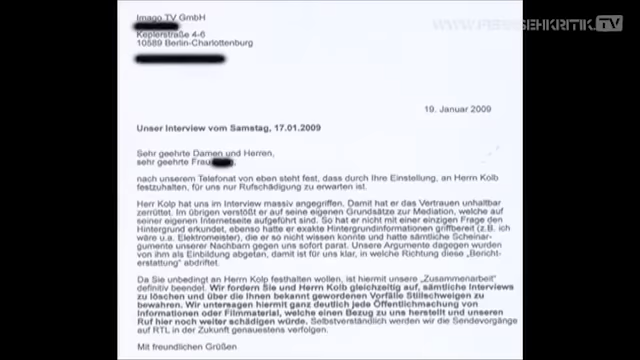 WWW.FERNSEHKRITIK.TV
Imago TV GmbH
Keplerstraße 4-6
10589 Berlin-Charlottenburg
19. Januar 2009
Unser Interview vom Samstag, 17.01.2009
Sehr geehrte Damen und Herren,
sehr geehrte Frau
nach unserem Telefonat von eben steht fest, dass durch Ihre Einstellung, an Herrn Kolb
festzuhalten, für uns nur Rufschädigung zu erwarten ist.
Herr Kolp hat uns im Interview massiv angegriffen. Damit hat er das Vertrauen unhaltbar
zerrüttet. Im übrigen verstößt er auf seine eigenen Grundsätze zur Mediation, welche auf
seiner eigenen Internetseite aufgeführt sind. So hat er nicht mit einer einzigen Frage den
Hintergrund erkundet, ebenso hatte er exakte Hintergrundinformationen griffbereit (z.B. ich
wäre u.a. Elektromeister), die er so nicht wissen konnte und hatte sämtliche Schein­ar-
gumente unserer Nachbarn gegen uns sofort parat. Unsere Argumente dagegen wurden
von ihm als Einbildung abgetan, damit ist für uns klar, in welche Richtung diese „Bericht-
erstattung" abdriftet.
Da Sie unbedingt an Herrn Kolp festhalten wollen, ist hiermit unsere „Zusammenarbeit"
definitiv beendet. Wir fordern Sie und Herrn Kolb gleichzeitig auf, sämtliche Interviews
zu löschen und über die Ihnen bekannt gewordenen Vorfälle Stillschweigen zu
bewahren. Wir untersagen hiermit ganz deutlich jede Öffentlichmachung von
Informationen oder Filmmaterial, welche einen Bezug zu uns herstellt und unseren
Ruf hier noch weiter schädigen würde. Selbstverständlich werden wir die Sendevorgänge
auf RTL in der Zukunft genauestens verfolgen.
Mit freundlichen Grüßen